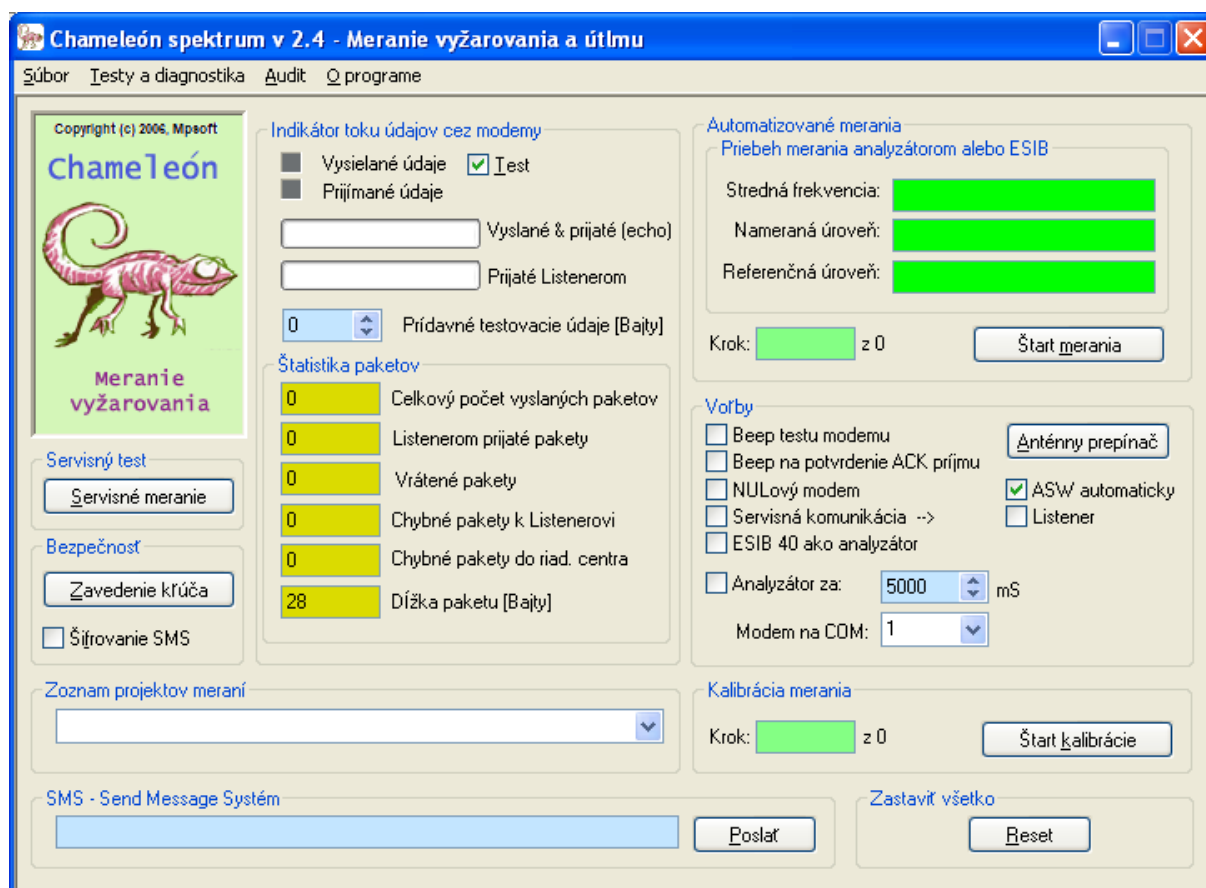 Chameleón spektrum v 2.4 - Meranie vyžarovania a útlmu
Súbor Testy a diagnostika Audit O programe
Copyright (c) 2006, Mpsoft
Chameleón
Meranie
vyžarovania
Servisný test
Servisné meranie
Bezpečnosť
Zavedenie kľúča
Šifrovanie SMS
Indikátor toku údajov cez modemy
Vysielané údaje Test
Prijímané údaje
Vyslané & prijaté (echo)
Prijaté Listenerom
0 Prídavné testovacie údaje [Bajty]
Štatistika paketov
0 Celkový počet vyslaných paketov
0 Listenerom prijaté pakety
0 Vrátené pakety
0 Chybné pakety k Listenerovi
0 Chybné pakety do riad. centra
28 Dĺžka paketu [Bajty]
Automatizované merania
Priebeh merania analyzátorom alebo ESIB
Stredná frekvencia:
Nameraná úroveň:
Referenčná úroveň:
Krok: z 0 Štart merania
Voľby
Beep testu modemu Anténny prepínač
Beep na potvrdenie ACK príjmu
NULový modem ASW automaticky
Servisná komunikácia --> Listener
ESIB 40 ako analyzátor
Analyzátor za: 5000 mS
Modem na COM: 1
Zoznam projektov meraní
Kalibrácia merania
Krok: z 0 Štart kalibrácie
SMS - Send Message Systém
Poslať
Zastaviť všetko
Reset